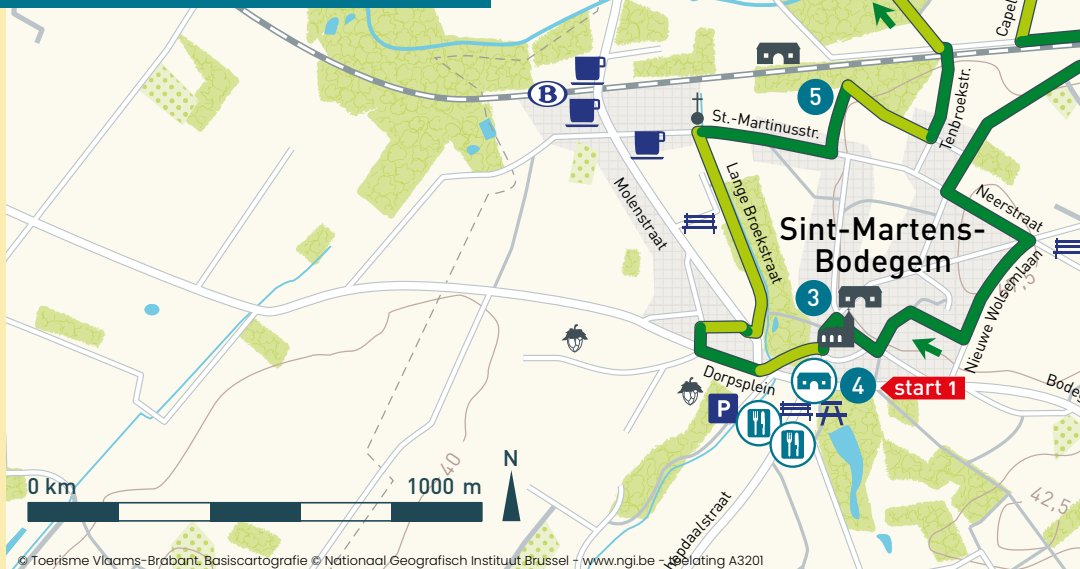 Capel
B
5
St.-Martinusstr.
Tenbroekstr.
Molenstraat
Lange Broekstraat
Neerstraat
Sint-Martens-
Bodegem
3
Nieuwe Wolsemlaan
Dorpsplein
4
start 1
P
40
42,5
N
0 km
1000 m
© Toerisme Vlaams-Brabant. Basiscartografie © Nationaal Geografisch Instituut Brussel - www.ngi.be - toelating A3201